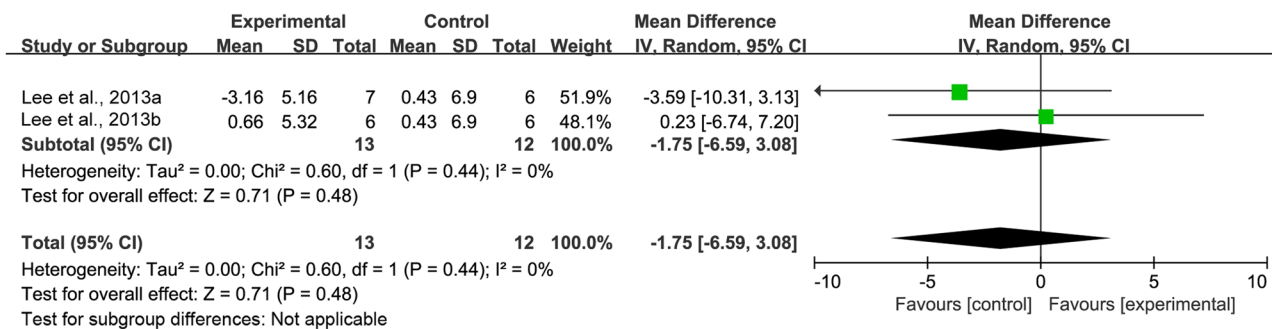 Experimental Control Mean Difference Mean Difference
Study or Subgroup Mean SD Total Mean SD Total Weight IV, Random, 95% CI IV, Random, 95% CI
Lee et al., 2013a -3.16 5.16 7 0.43 6.9 6 51.9% -3.59 [-10.31, 3.13]
Lee et al., 2013b 0.66 5.32 6 0.43 6.9 6 48.1% 0.23 [-6.74, 7.20]
Subtotal (95% CI) 13 12 100.0% -1.75 [-6.59, 3.08]
Heterogeneity: Tau² = 0.00; Chi² = 0.60, df = 1 (P = 0.44); I² = 0%
Test for overall effect: Z = 0.71 (P = 0.48)
Total (95% CI) 13 12 100.0% -1.75 [-6.59, 3.08]
Heterogeneity: Tau² = 0.00; Chi² = 0.60, df = 1 (P = 0.44); I² = 0%
-10 -5 0 5 10
Test for overall effect: Z = 0.71 (P = 0.48)
Favours [control] Favours [experimental]
Test for subgroup differences: Not applicable